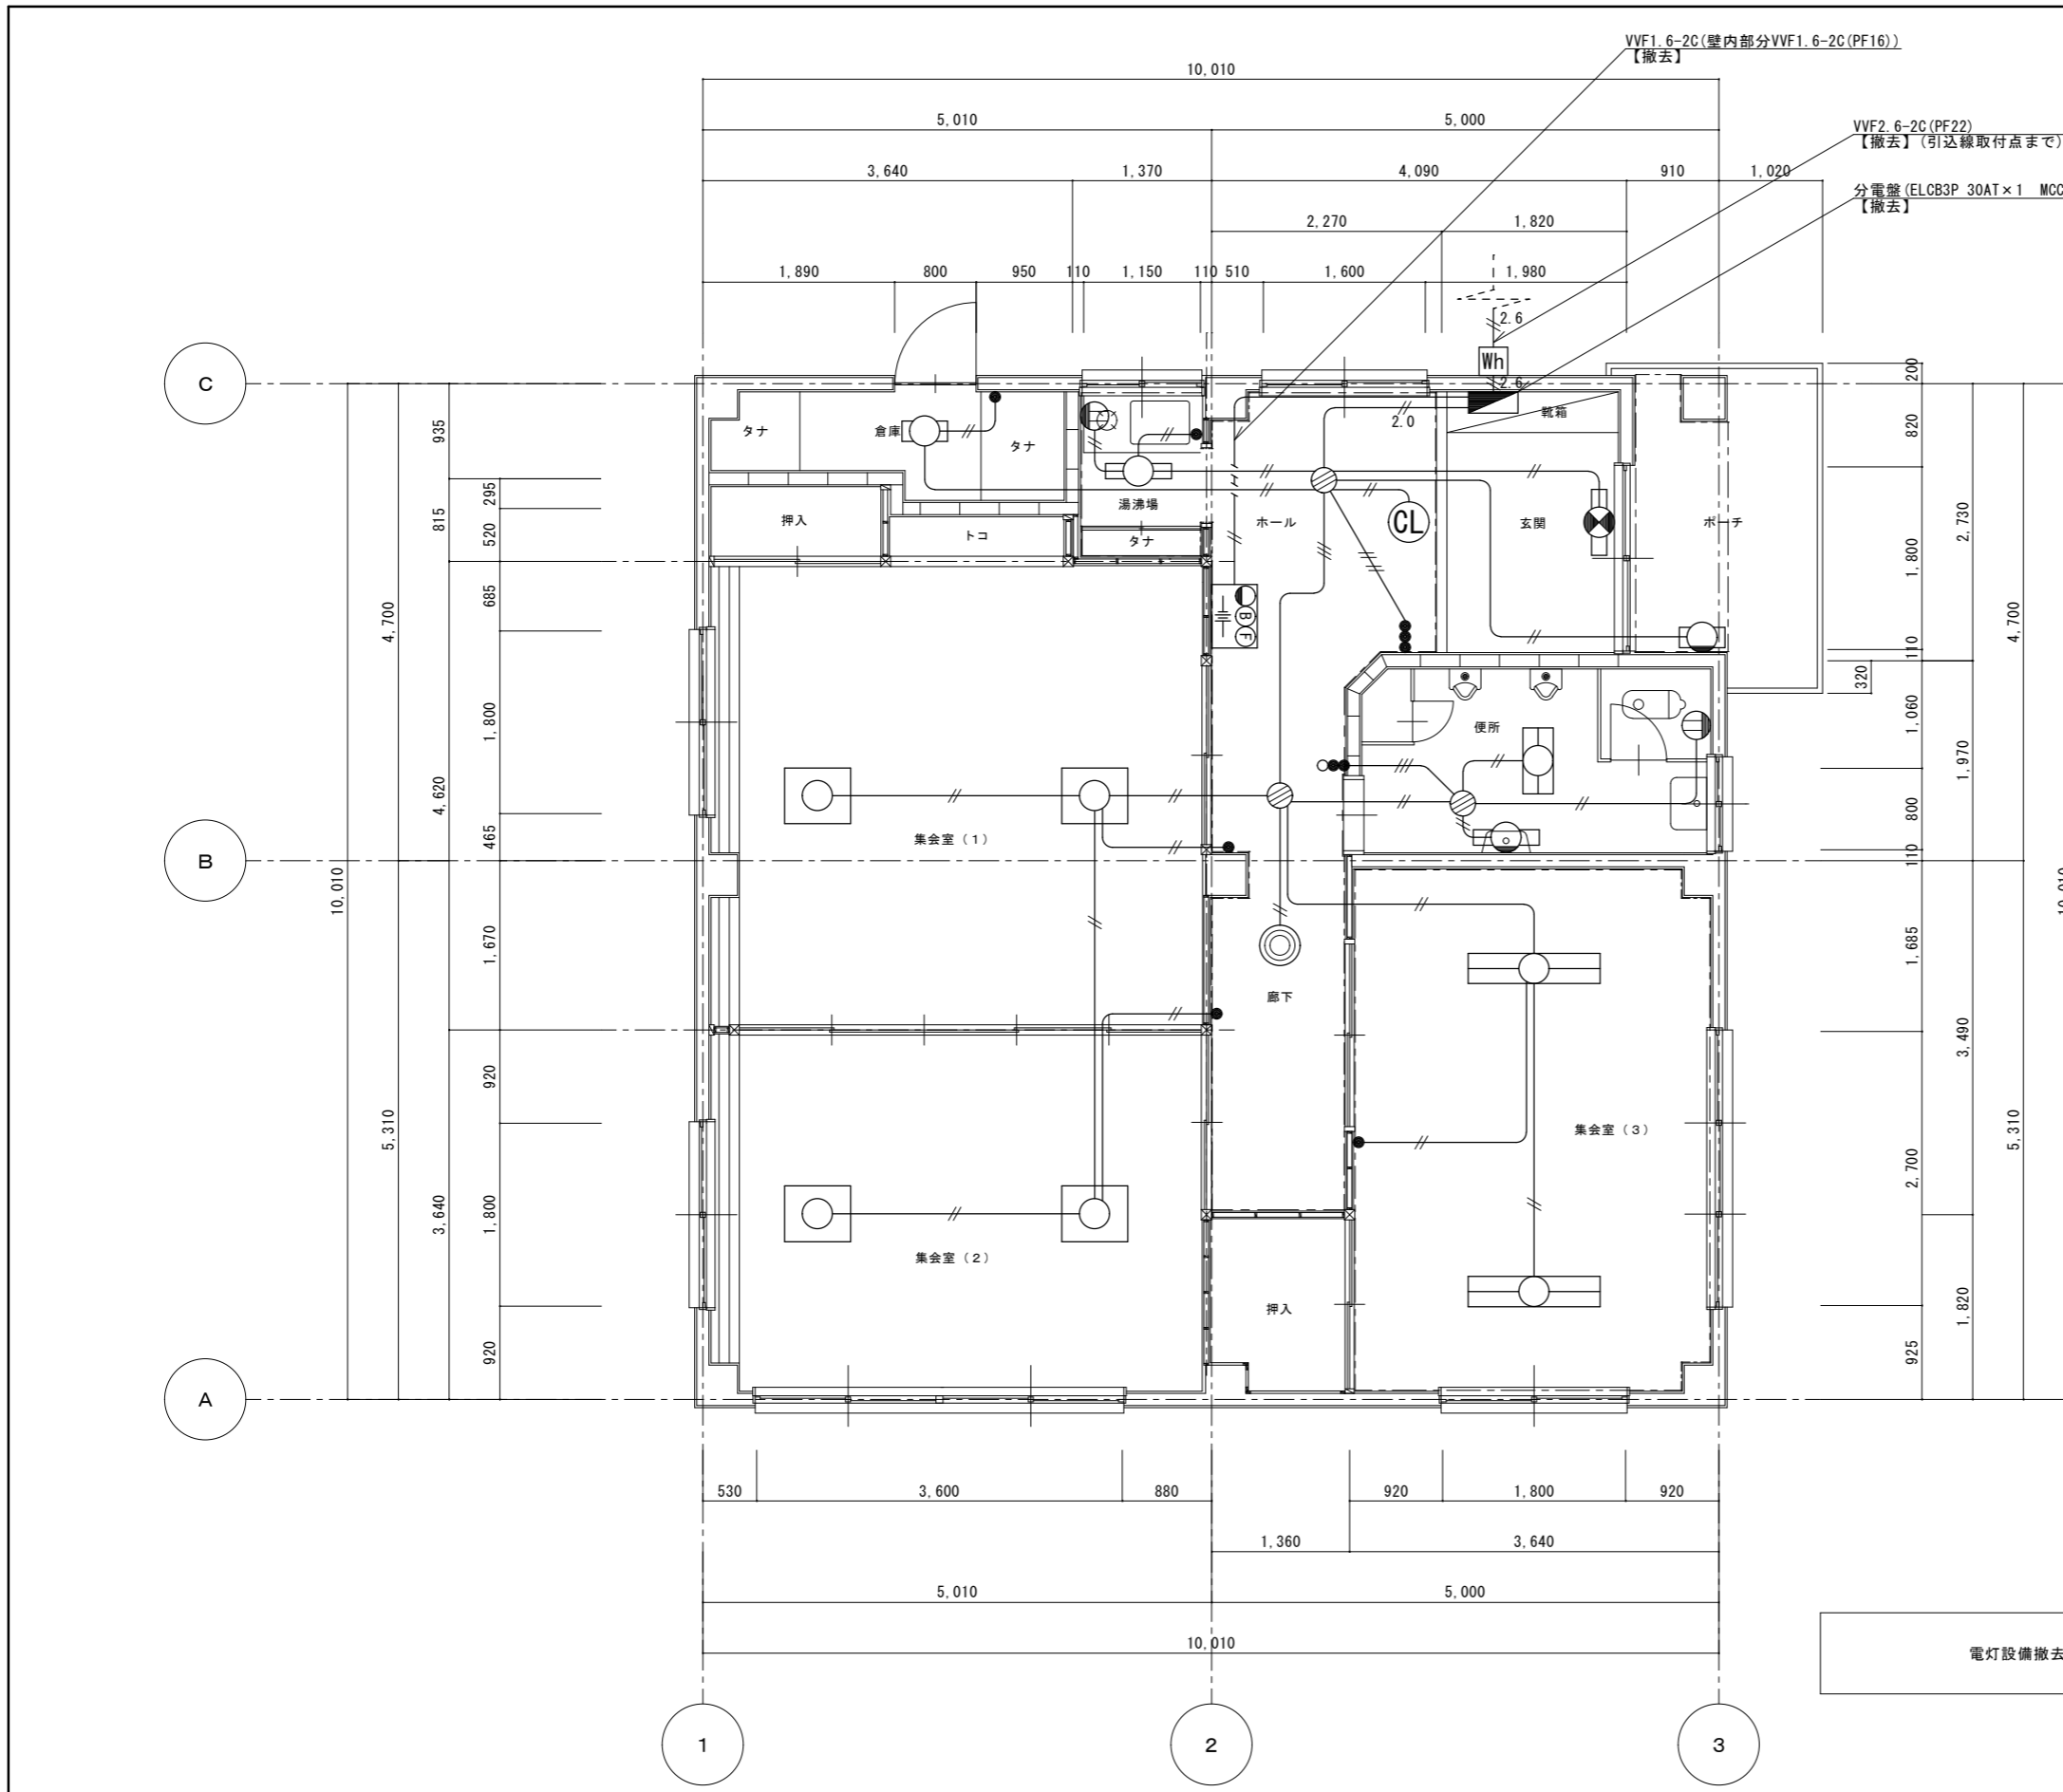 VVF1.6-2C(壁内部分VVF1.6-2C(PF16))
【撤去】
10,010
VVF2.6-2C(PF22)
【撤去】(引込線取付点まで)
5,010 5,000
3,640 1,370 4,090 910 1,020
分電盤(ELCB3P 30AT×1 MCC
【撤去】
2,270 1,820
1,890 800 950 110 1,150 110 510 1,600 1,980
2.6
Wh
2.6
C
200
935
タナ
倉庫
タナ
2.0
靴箱
820
295
815
520
押入
トコ
湯沸場
タナ
ホール
CL
玄関
ポーチ
2,730
1,800
685
4,700
B
F
4,700
110
320
1,800
便所
1,060
1,970
4,620
465
集会室(1)
800
B
110
10,010
10,010
1,670
廊下
1,685
920
3,490
5,310
集会室(3)
5,310
2,700
3,640
1,800
集会室(2)
押入
1,820
920
925
A
530 3,600 880 920 1,800 920
1,360 3,640
5,010 5,000
10,010
電灯設備撤去
1 2 3